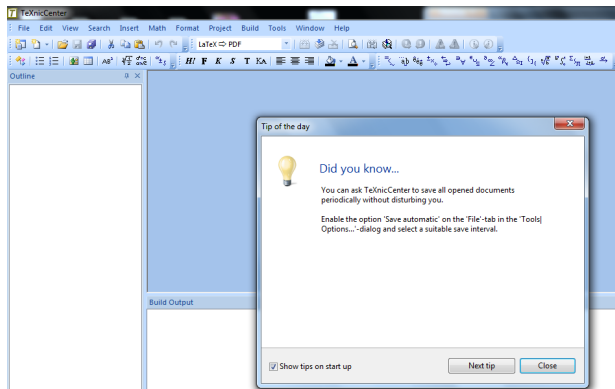 TeXnicCenter
File Edit View Search Insert Math Format Project Build Tools Window Help
LaTeX ⇨ PDF
H! F K S T KA
Outline
Tip of the day
Did you know...
You can ask TeXnicCenter to save all opened documents
periodically without disturbing you.
Enable the option 'Save automatic' on the 'File'-tab in the 'Tools|
Options...'-dialog and select a suitable save interval.
Build Output
Show tips on start up
Next tip
Close